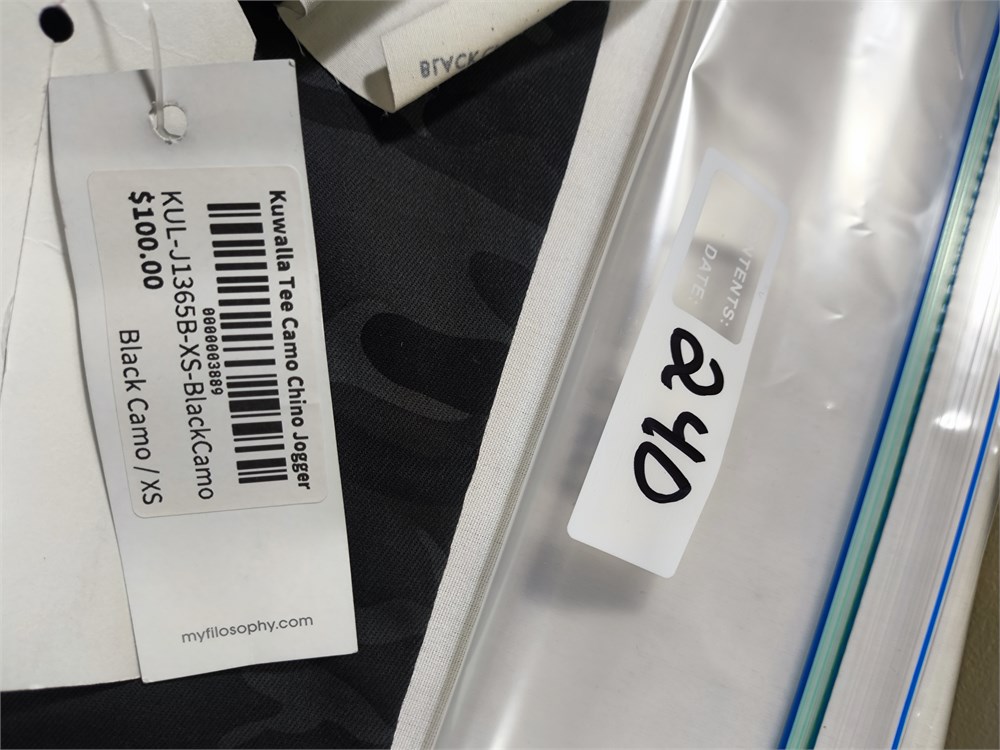 Kuwalla Tee Camo Chino Jogger
0000003889
KUL-J1365B-XS-BlackCamo
$100.00
Black Camo / XS
myfilosophy.com
BLACK
DATE:
240